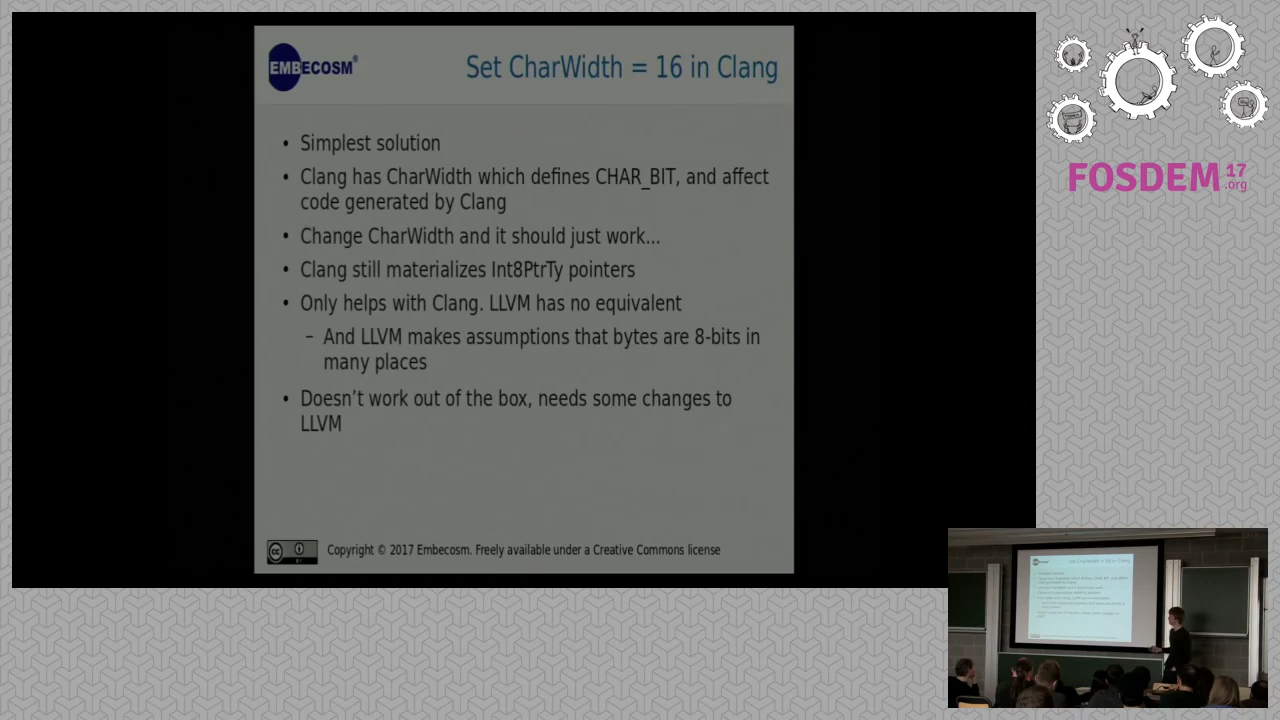 EMBECOSM®
Set CharWidth = 16 in Clang
• Simplest solution
• Clang has CharWidth which defines CHAR_BIT, and affect
code generated by Clang
• Change CharWidth and it should just work...
• Clang still materializes Int8PtrTy pointers
• Only helps with Clang. LLVM has no equivalent
– And LLVM makes assumptions that bytes are 8-bits in
many places
• Doesn't work out of the box, needs some changes to
LLVM
cc
BY
Copyright © 2017 Embecosm. Freely available under a Creative Commons license
FOSDEM 17
.org